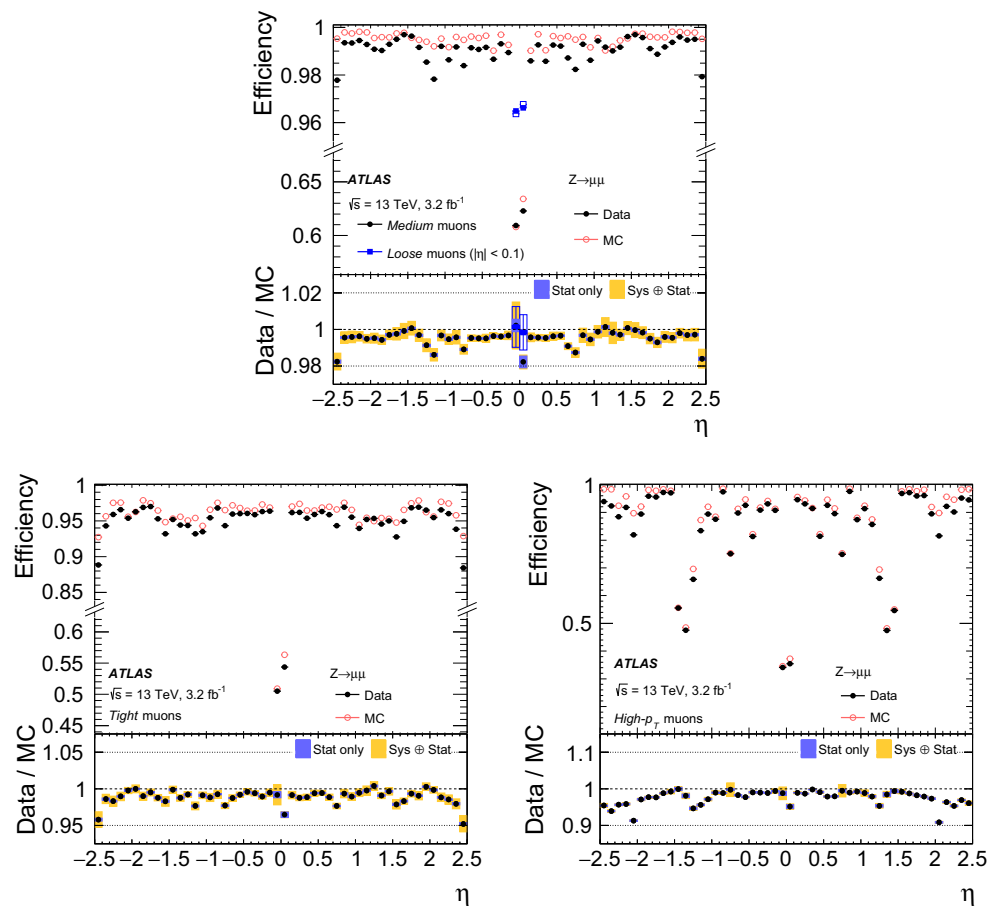 Efficiency
1
0.98
0.96
0.65
0.6
ATLAS
√s = 13 TeV, 3.2 fb⁻¹
Medium muons
Loose muons (|η| < 0.1)
Z→μμ
Data
MC
Data / MC
1.02
1
0.98
Stat only
Sys ⊕ Stat
−2.5 −2 −1.5 −1 −0.5 0 0.5 1 1.5 2 2.5
η
Efficiency
1
0.95
0.9
0.85
0.6
0.55
0.5
0.45
ATLAS
√s = 13 TeV, 3.2 fb⁻¹
Tight muons
Z→μμ
Data
MC
Data / MC
1.05
1
0.95
Stat only
Sys ⊕ Stat
−2.5 −2 −1.5 −1 −0.5 0 0.5 1 1.5 2 2.5
η
Efficiency
1
0.5
ATLAS
√s = 13 TeV, 3.2 fb⁻¹
High-p_T muons
Z→μμ
Data
MC
Data / MC
1.1
1
0.9
Stat only
Sys ⊕ Stat
−2.5 −2 −1.5 −1 −0.5 0 0.5 1 1.5 2 2.5
η